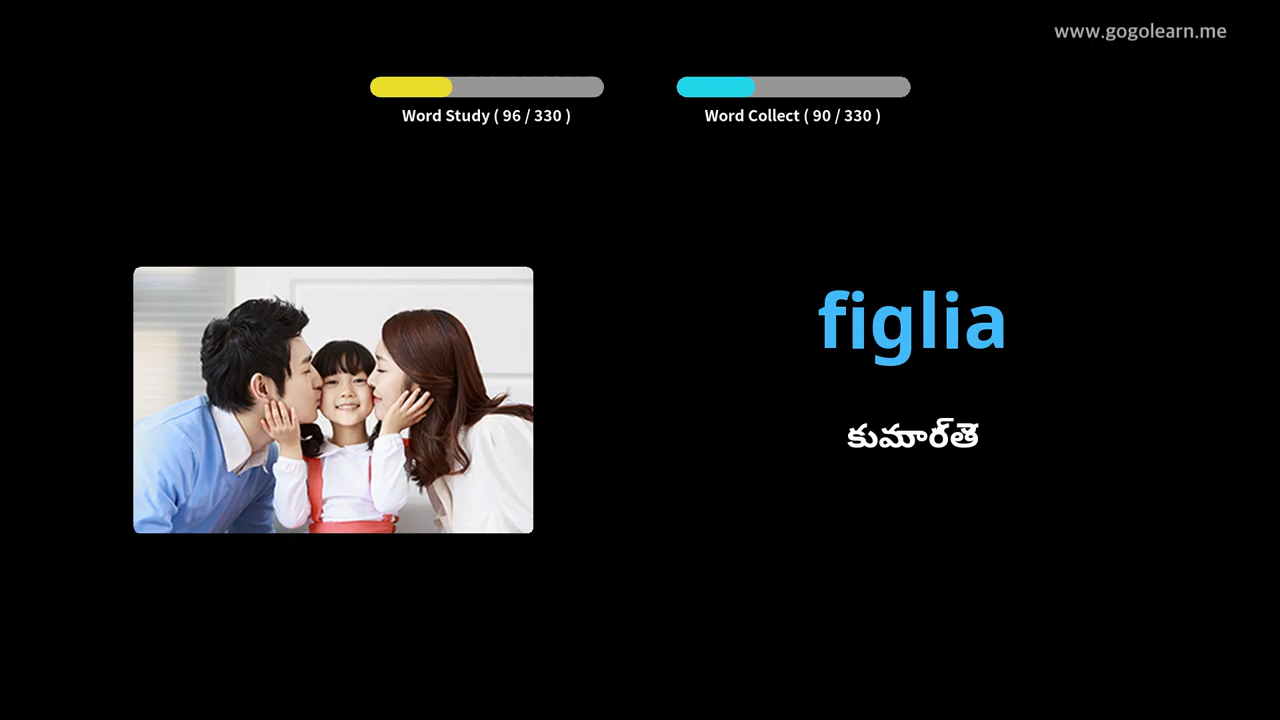 www.gogolearn.me
Word Study ( 96 / 330 )
Word Collect ( 90 / 330 )
figlia
కుమార్తె